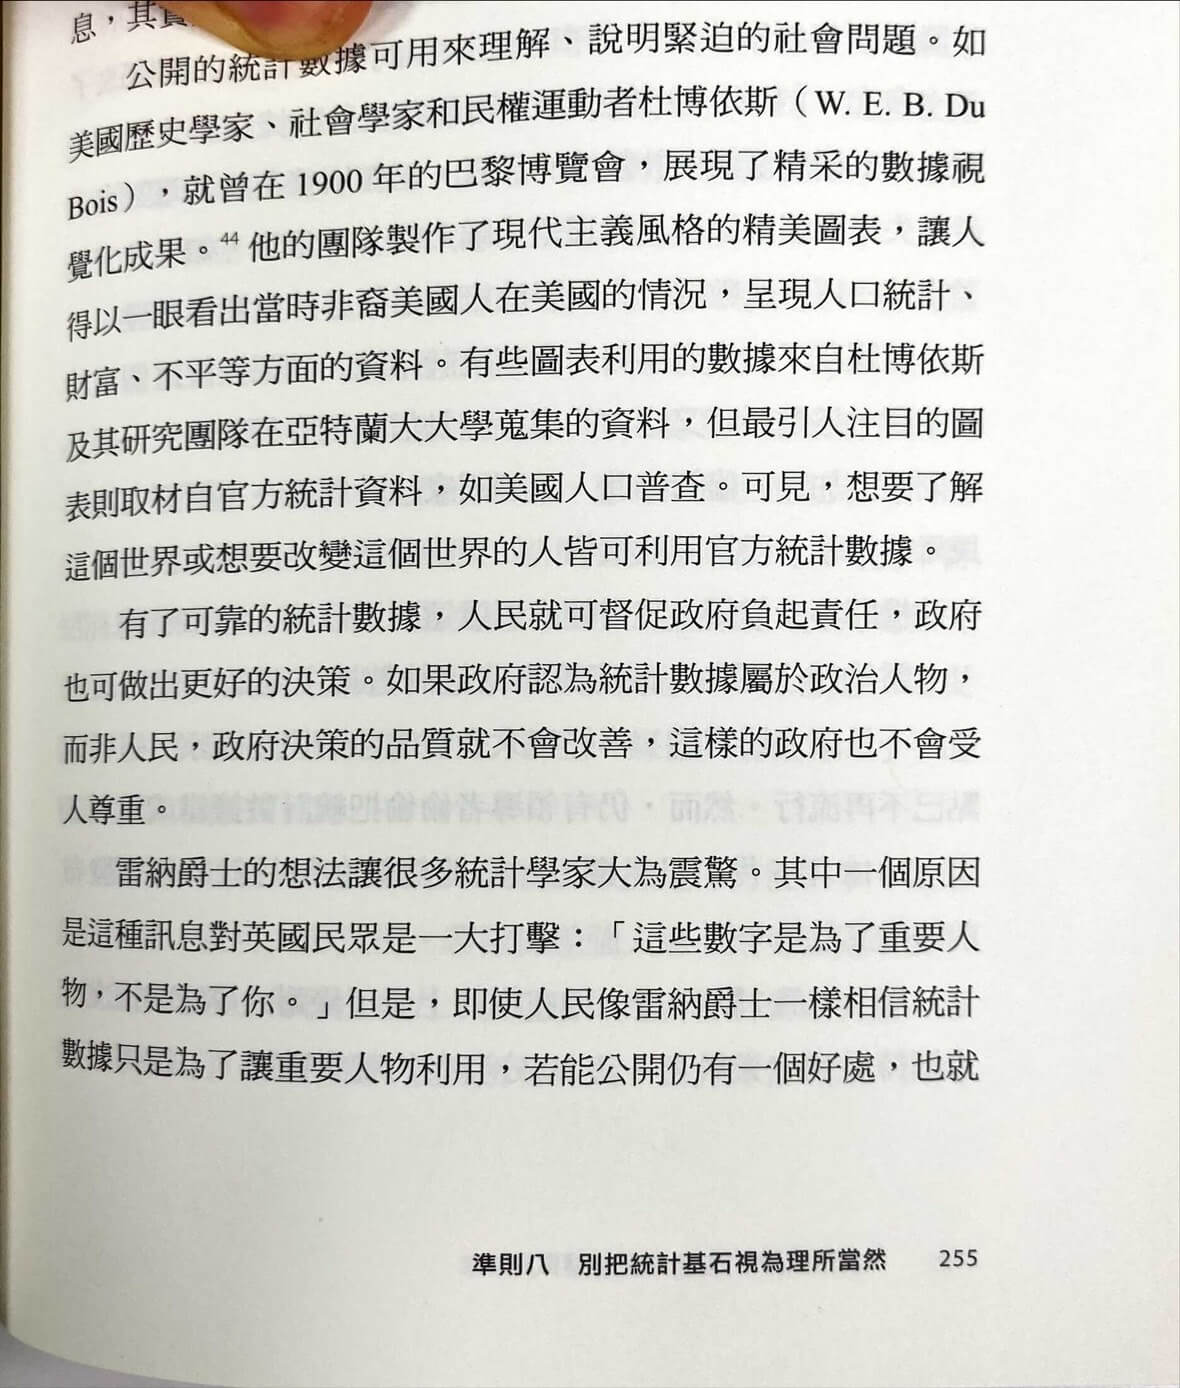 息，其
公開的統計數據可用來理解、說明緊迫的社會問題。如
美國歷史學家、社會學家和民權運動者杜博依斯（W. E. B. Du
Bois），就曾在 1900 年的巴黎博覽會，展現了精采的數據視
覺化成果。44 他的團隊製作了現代主義風格的精美圖表，讓人
得以一眼看出當時非裔美國人在美國的情況，呈現人口統計、
財富、不平等方面的資料。有些圖表利用的數據來自杜博依斯
及其研究團隊在亞特蘭大大學蒐集的資料，但最引人注目的圖
表則取材自官方統計資料，如美國人口普查。可見，想要了解
這個世界或想要改變這個世界的人皆可利用官方統計數據。
有了可靠的統計數據，人民就可督促政府負起責任，政府
也可做出更好的決策。如果政府認為統計數據屬於政治人物，
而非人民，政府決策的品質就不會改善，這樣的政府也不會受
人尊重。
雷納爵士的想法讓很多統計學家大為震驚。其中一個原因
是這種訊息對英國民眾是一大打擊：「這些數字是為了重要人
物，不是為了你。」但是，即使人民像雷納爵士一樣相信統計
數據只是為了讓重要人物利用，若能公開仍有一個好處，也就
準則八　別把統計基石視為理所當然　255